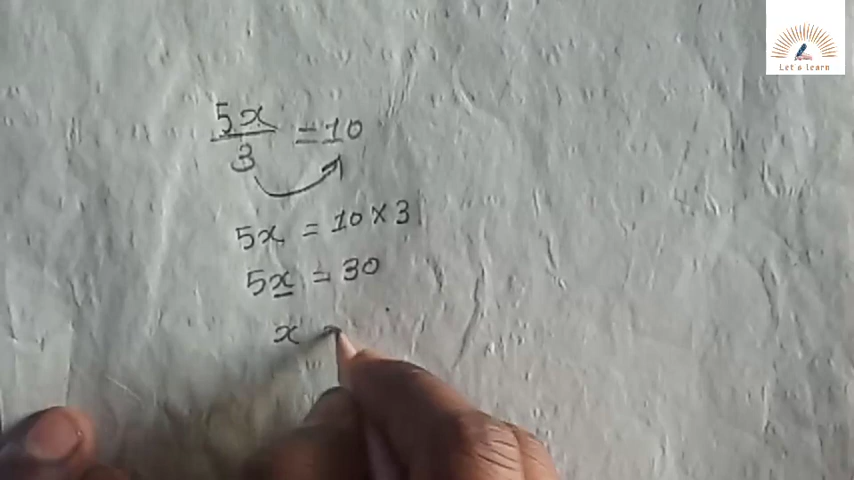 Let's learn
5x/3 = 10
5x = 10 × 3
5x = 30
x =